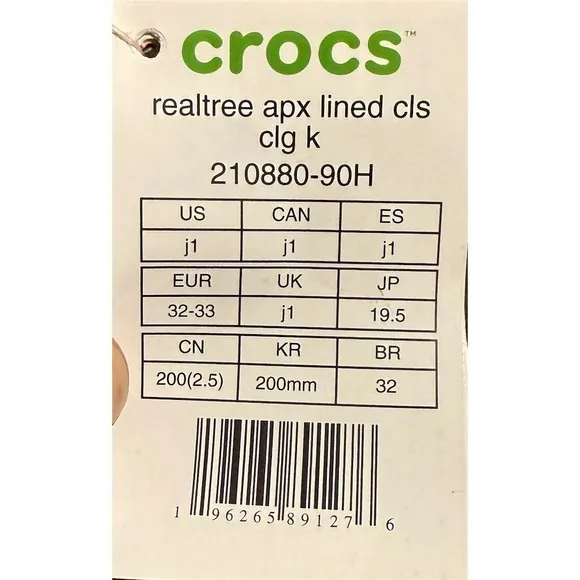 crocs™
realtree apx lined cls
clg k
210880-90H
US CAN ES
j1 j1 j1
EUR UK JP
32-33 j1 19.5
CN KR BR
200(2.5) 200mm 32
1 96265 89127 6